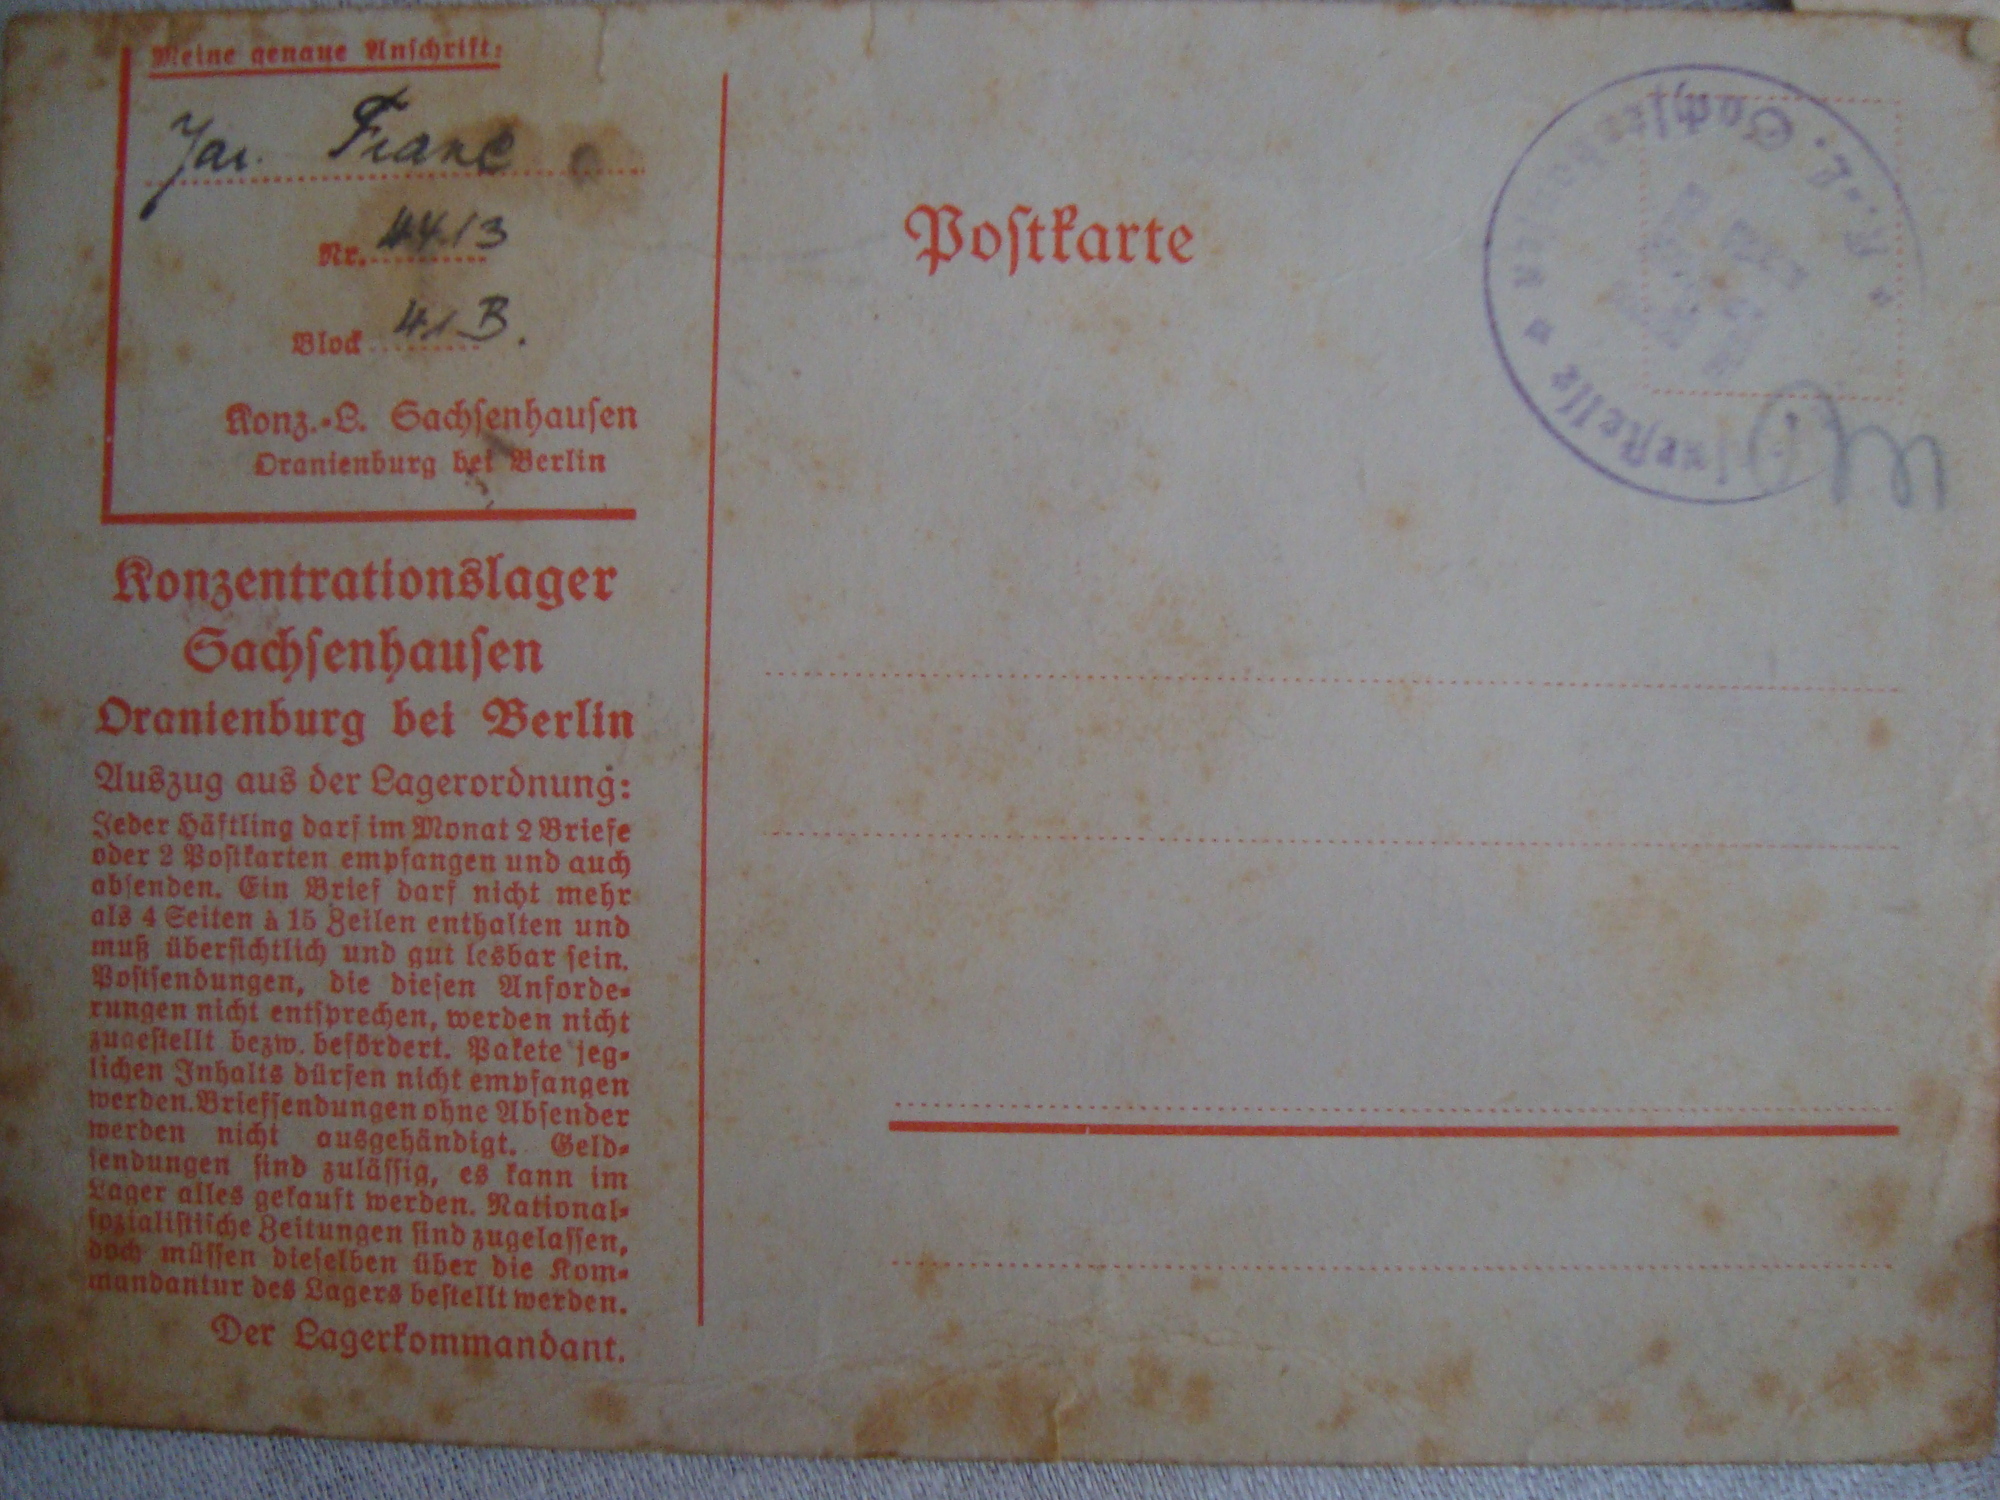 Meine genaue Anschrift:
Jar. Franc
Nr. 44.13
Block 41 B.
Konz.-L. Sachsenhausen
Oranienburg bei Berlin
Konzentrationslager
Sachsenhausen
Oranienburg bei Berlin
Auszug aus der Lagerordnung:
Jeder Häftling darf im Monat 2 Briefe
oder 2 Postkarten empfangen und auch
absenden. Ein Brief darf nicht mehr
als 4 Seiten à 15 Zeilen enthalten und
muß übersichtlich und gut lesbar sein.
Postsendungen, die diesen Anforde-
rungen nicht entsprechen, werden nicht
zugestellt bezw. befördert. Pakete jeg-
lichen Inhalts dürfen nicht empfangen
werden. Briefsendungen ohne Absender
werden nicht ausgehändigt. Geld-
sendungen sind zulässig, es kann im
Lager alles gekauft werden. National-
sozialistische Zeitungen sind zugelassen,
doch müssen dieselben über die Kom-
mandantur des Lagers bestellt werden.
Der Lagerkommandant.
Postkarte
K.-L. Sachsenhausen